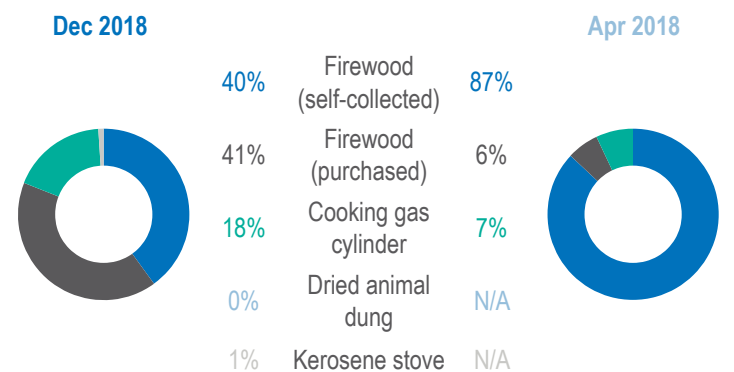 Dec 2018
Apr 2018
40%
Firewood
(self-collected)
87%
41%
Firewood
(purchased)
6%
18%
Cooking gas
cylinder
7%
0%
Dried animal
dung
N/A
1%
Kerosene stove
N/A